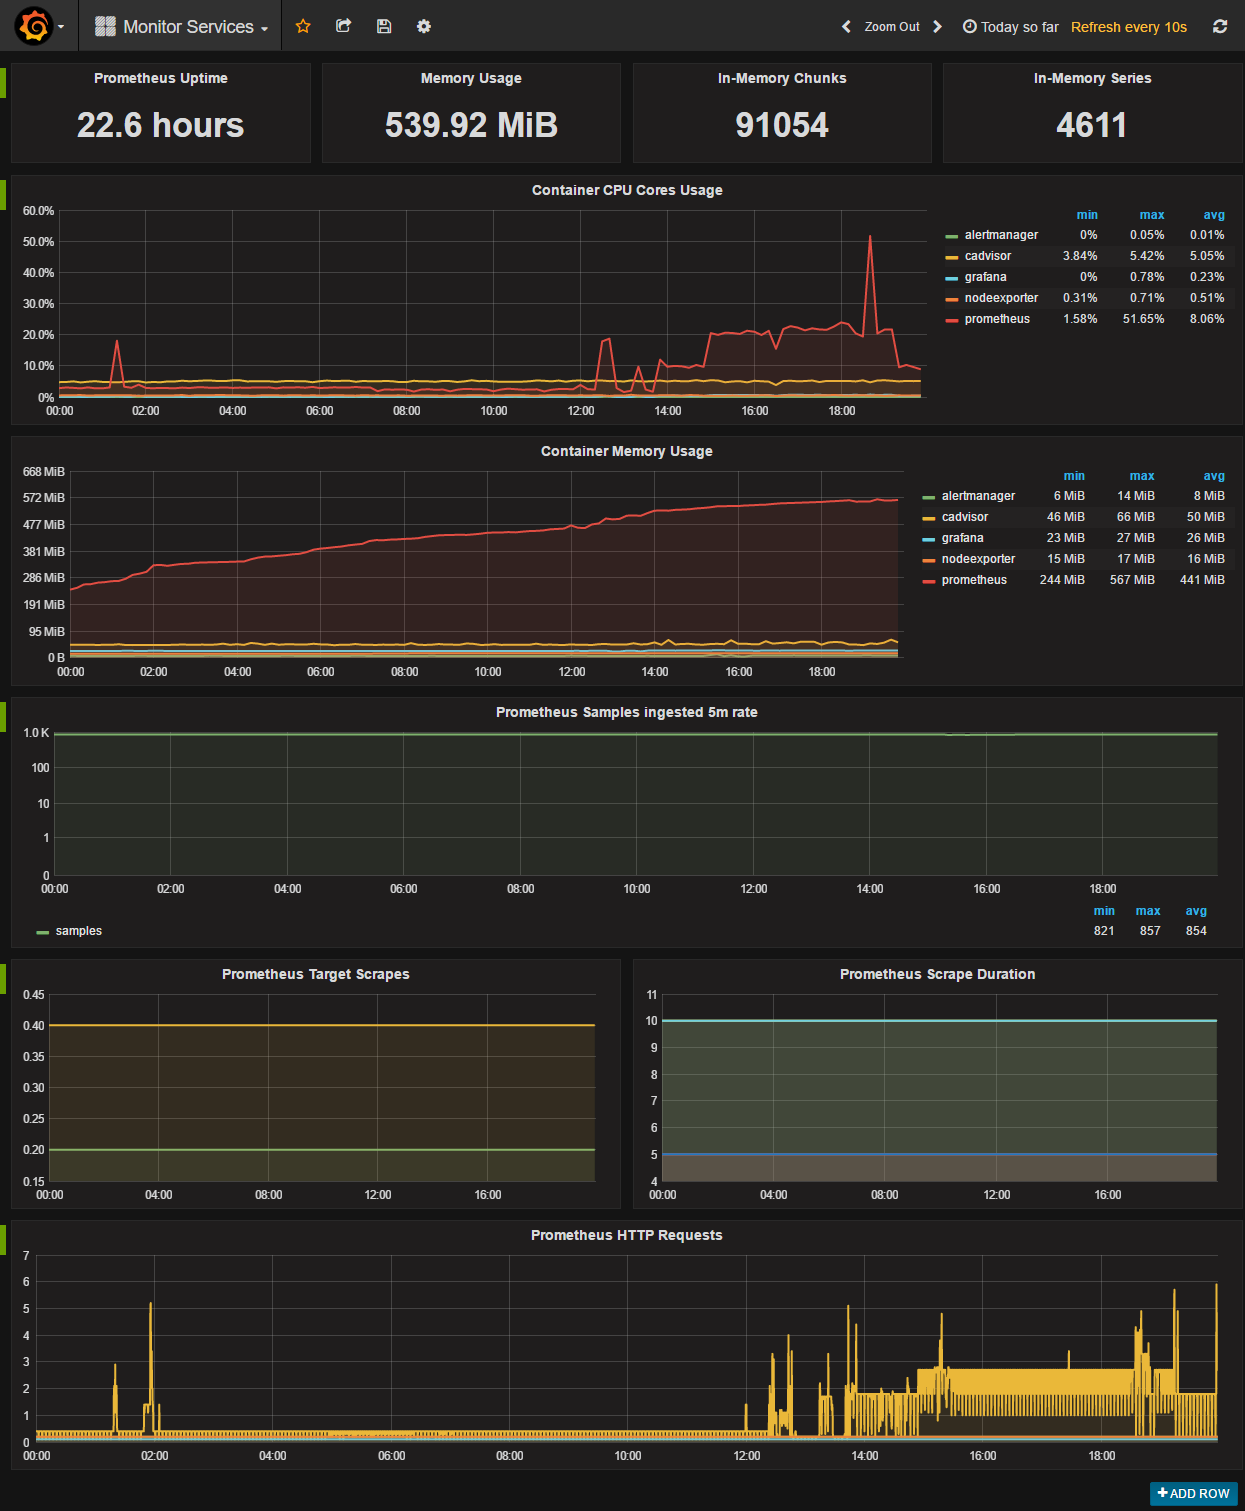 Monitor Services
Zoom Out
Today so far
Refresh every 10s
Prometheus Uptime
22.6 hours
Memory Usage
539.92 MiB
In-Memory Chunks
91054
In-Memory Series
4611
Container CPU Cores Usage
60.0%
50.0%
40.0%
30.0%
20.0%
10.0%
0%
00:00 02:00 04:00 06:00 08:00 10:00 12:00 14:00 16:00 18:00
min max avg
alertmanager 0% 0.05% 0.01%
cadvisor 3.84% 5.42% 5.05%
grafana 0% 0.78% 0.23%
nodeexporter 0.31% 0.71% 0.51%
prometheus 1.58% 51.65% 8.06%
Container Memory Usage
668 MiB
572 MiB
477 MiB
381 MiB
286 MiB
191 MiB
95 MiB
0 B
00:00 02:00 04:00 06:00 08:00 10:00 12:00 14:00 16:00 18:00
min max avg
alertmanager 6 MiB 14 MiB 8 MiB
cadvisor 46 MiB 66 MiB 50 MiB
grafana 23 MiB 27 MiB 26 MiB
nodeexporter 15 MiB 17 MiB 16 MiB
prometheus 244 MiB 567 MiB 441 MiB
Prometheus Samples ingested 5m rate
1.0 K
100
10
1
0
00:00 02:00 04:00 06:00 08:00 10:00 12:00 14:00 16:00 18:00
min max avg
samples 821 857 854
Prometheus Target Scrapes
0.45
0.40
0.35
0.30
0.25
0.20
0.15
00:00 04:00 08:00 12:00 16:00
Prometheus Scrape Duration
11
10
9
8
7
6
5
4
00:00 04:00 08:00 12:00 16:00
Prometheus HTTP Requests
7
6
5
4
3
2
1
0
00:00 02:00 04:00 06:00 08:00 10:00 12:00 14:00 16:00 18:00
ADD ROW